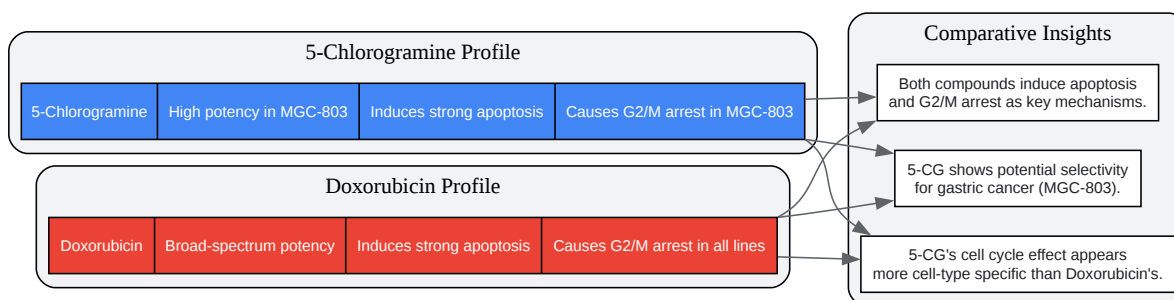 5-Chlorogramine Profile
5-Chlorogramine
High potency in MGC-803
Induces strong apoptosis
Causes G2/M arrest in MGC-803
Doxorubicin Profile
Doxorubicin
Broad-spectrum potency
Induces strong apoptosis
Causes G2/M arrest in all lines
Comparative Insights
Both compounds induce apoptosis
and G2/M arrest as key mechanisms.
5-CG shows potential selectivity
for gastric cancer (MGC-803).
5-CG's cell cycle effect appears
more cell-type specific than Doxorubicin's.